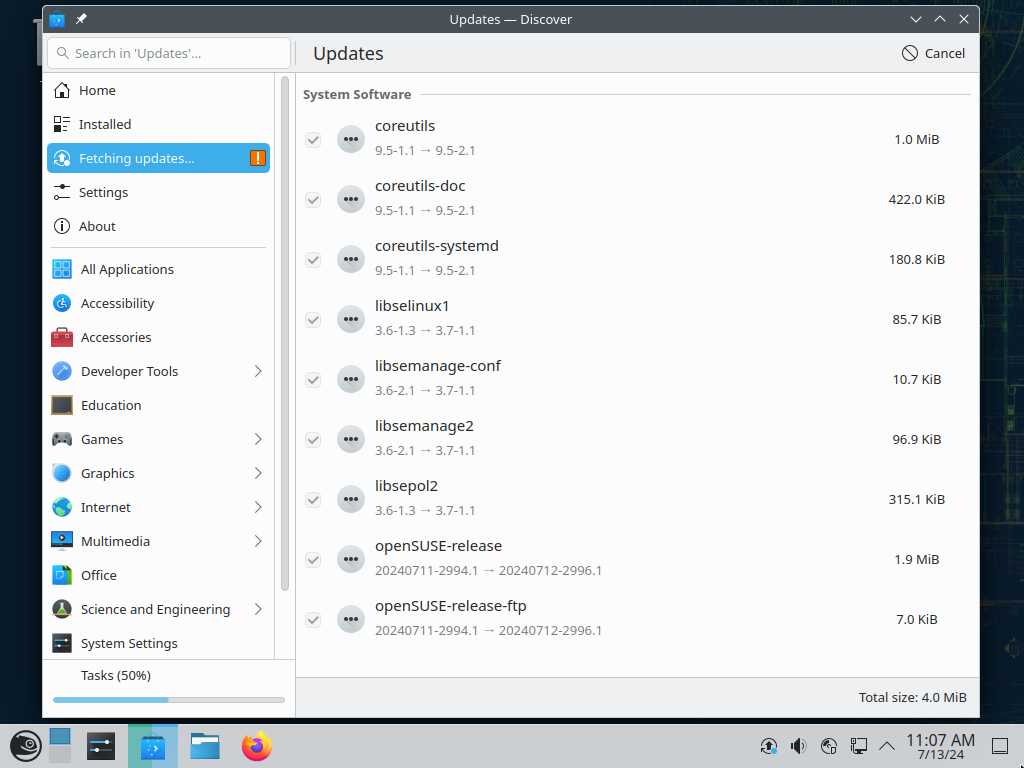 Updates — Discover
Search in 'Updates'...
Updates
Cancel
Home
Installed
Fetching updates...
Settings
About
All Applications
Accessibility
Accessories
Developer Tools
Education
Games
Graphics
Internet
Multimedia
Office
Science and Engineering
System Settings
Tasks (50%)
System Software
coreutils
9.5-1.1 → 9.5-2.1
1.0 MiB
coreutils-doc
9.5-1.1 → 9.5-2.1
422.0 KiB
coreutils-systemd
9.5-1.1 → 9.5-2.1
180.8 KiB
libselinux1
3.6-1.3 → 3.7-1.1
85.7 KiB
libsemanage-conf
3.6-2.1 → 3.7-1.1
10.7 KiB
libsemanage2
3.6-2.1 → 3.7-1.1
96.9 KiB
libsepol2
3.6-1.3 → 3.7-1.1
315.1 KiB
openSUSE-release
20240711-2994.1 → 20240712-2996.1
1.9 MiB
openSUSE-release-ftp
20240711-2994.1 → 20240712-2996.1
7.0 KiB
Total size: 4.0 MiB
11:07 AM
7/13/24